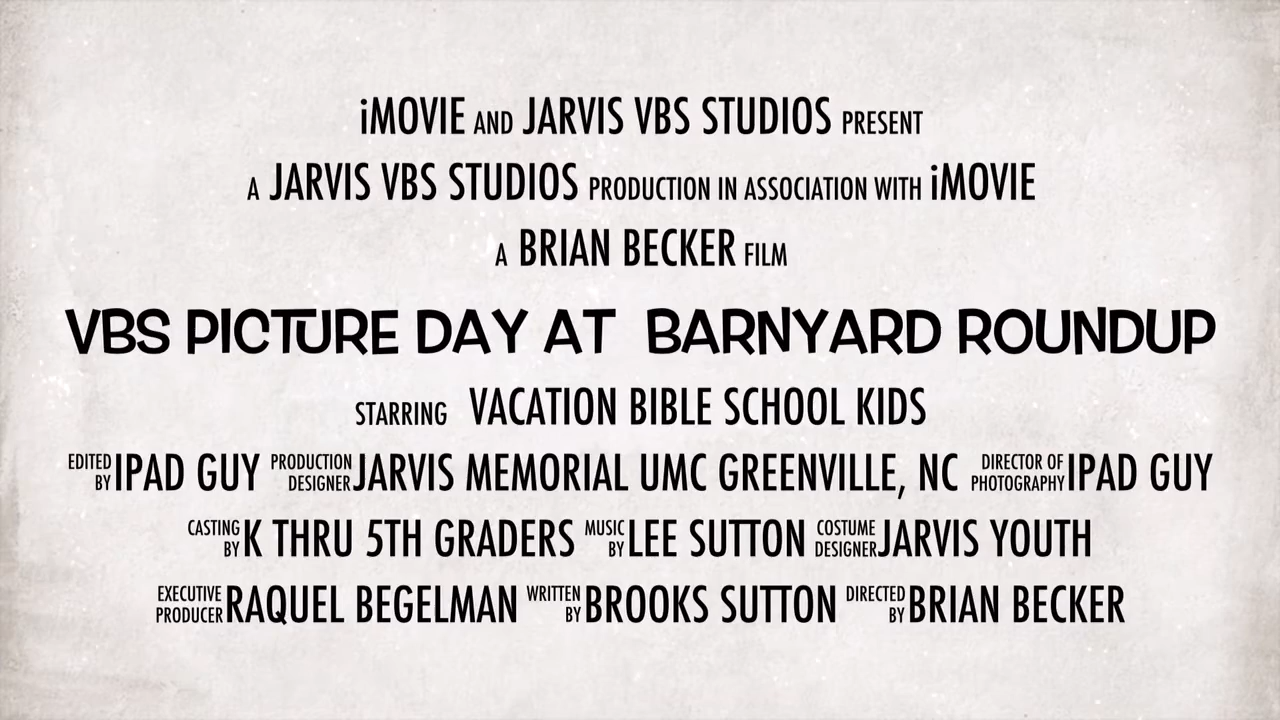 iMOVIE AND JARVIS VBS STUDIOS PRESENT
A JARVIS VBS STUDIOS PRODUCTION IN ASSOCIATION WITH iMOVIE
A BRIAN BECKER FILM
VBS PICTURE DAY AT BARNYARD ROUNDUP
STARRING VACATION BIBLE SCHOOL KIDS
EDITED BY IPAD GUY PRODUCTION DESIGNER JARVIS MEMORIAL UMC GREENVILLE, NC DIRECTOR OF PHOTOGRAPHY IPAD GUY
CASTING BY K THRU 5TH GRADERS MUSIC BY LEE SUTTON COSTUME DESIGNER JARVIS YOUTH
EXECUTIVE PRODUCER RAQUEL BEGELMAN WRITTEN BY BROOKS SUTTON DIRECTED BY BRIAN BECKER